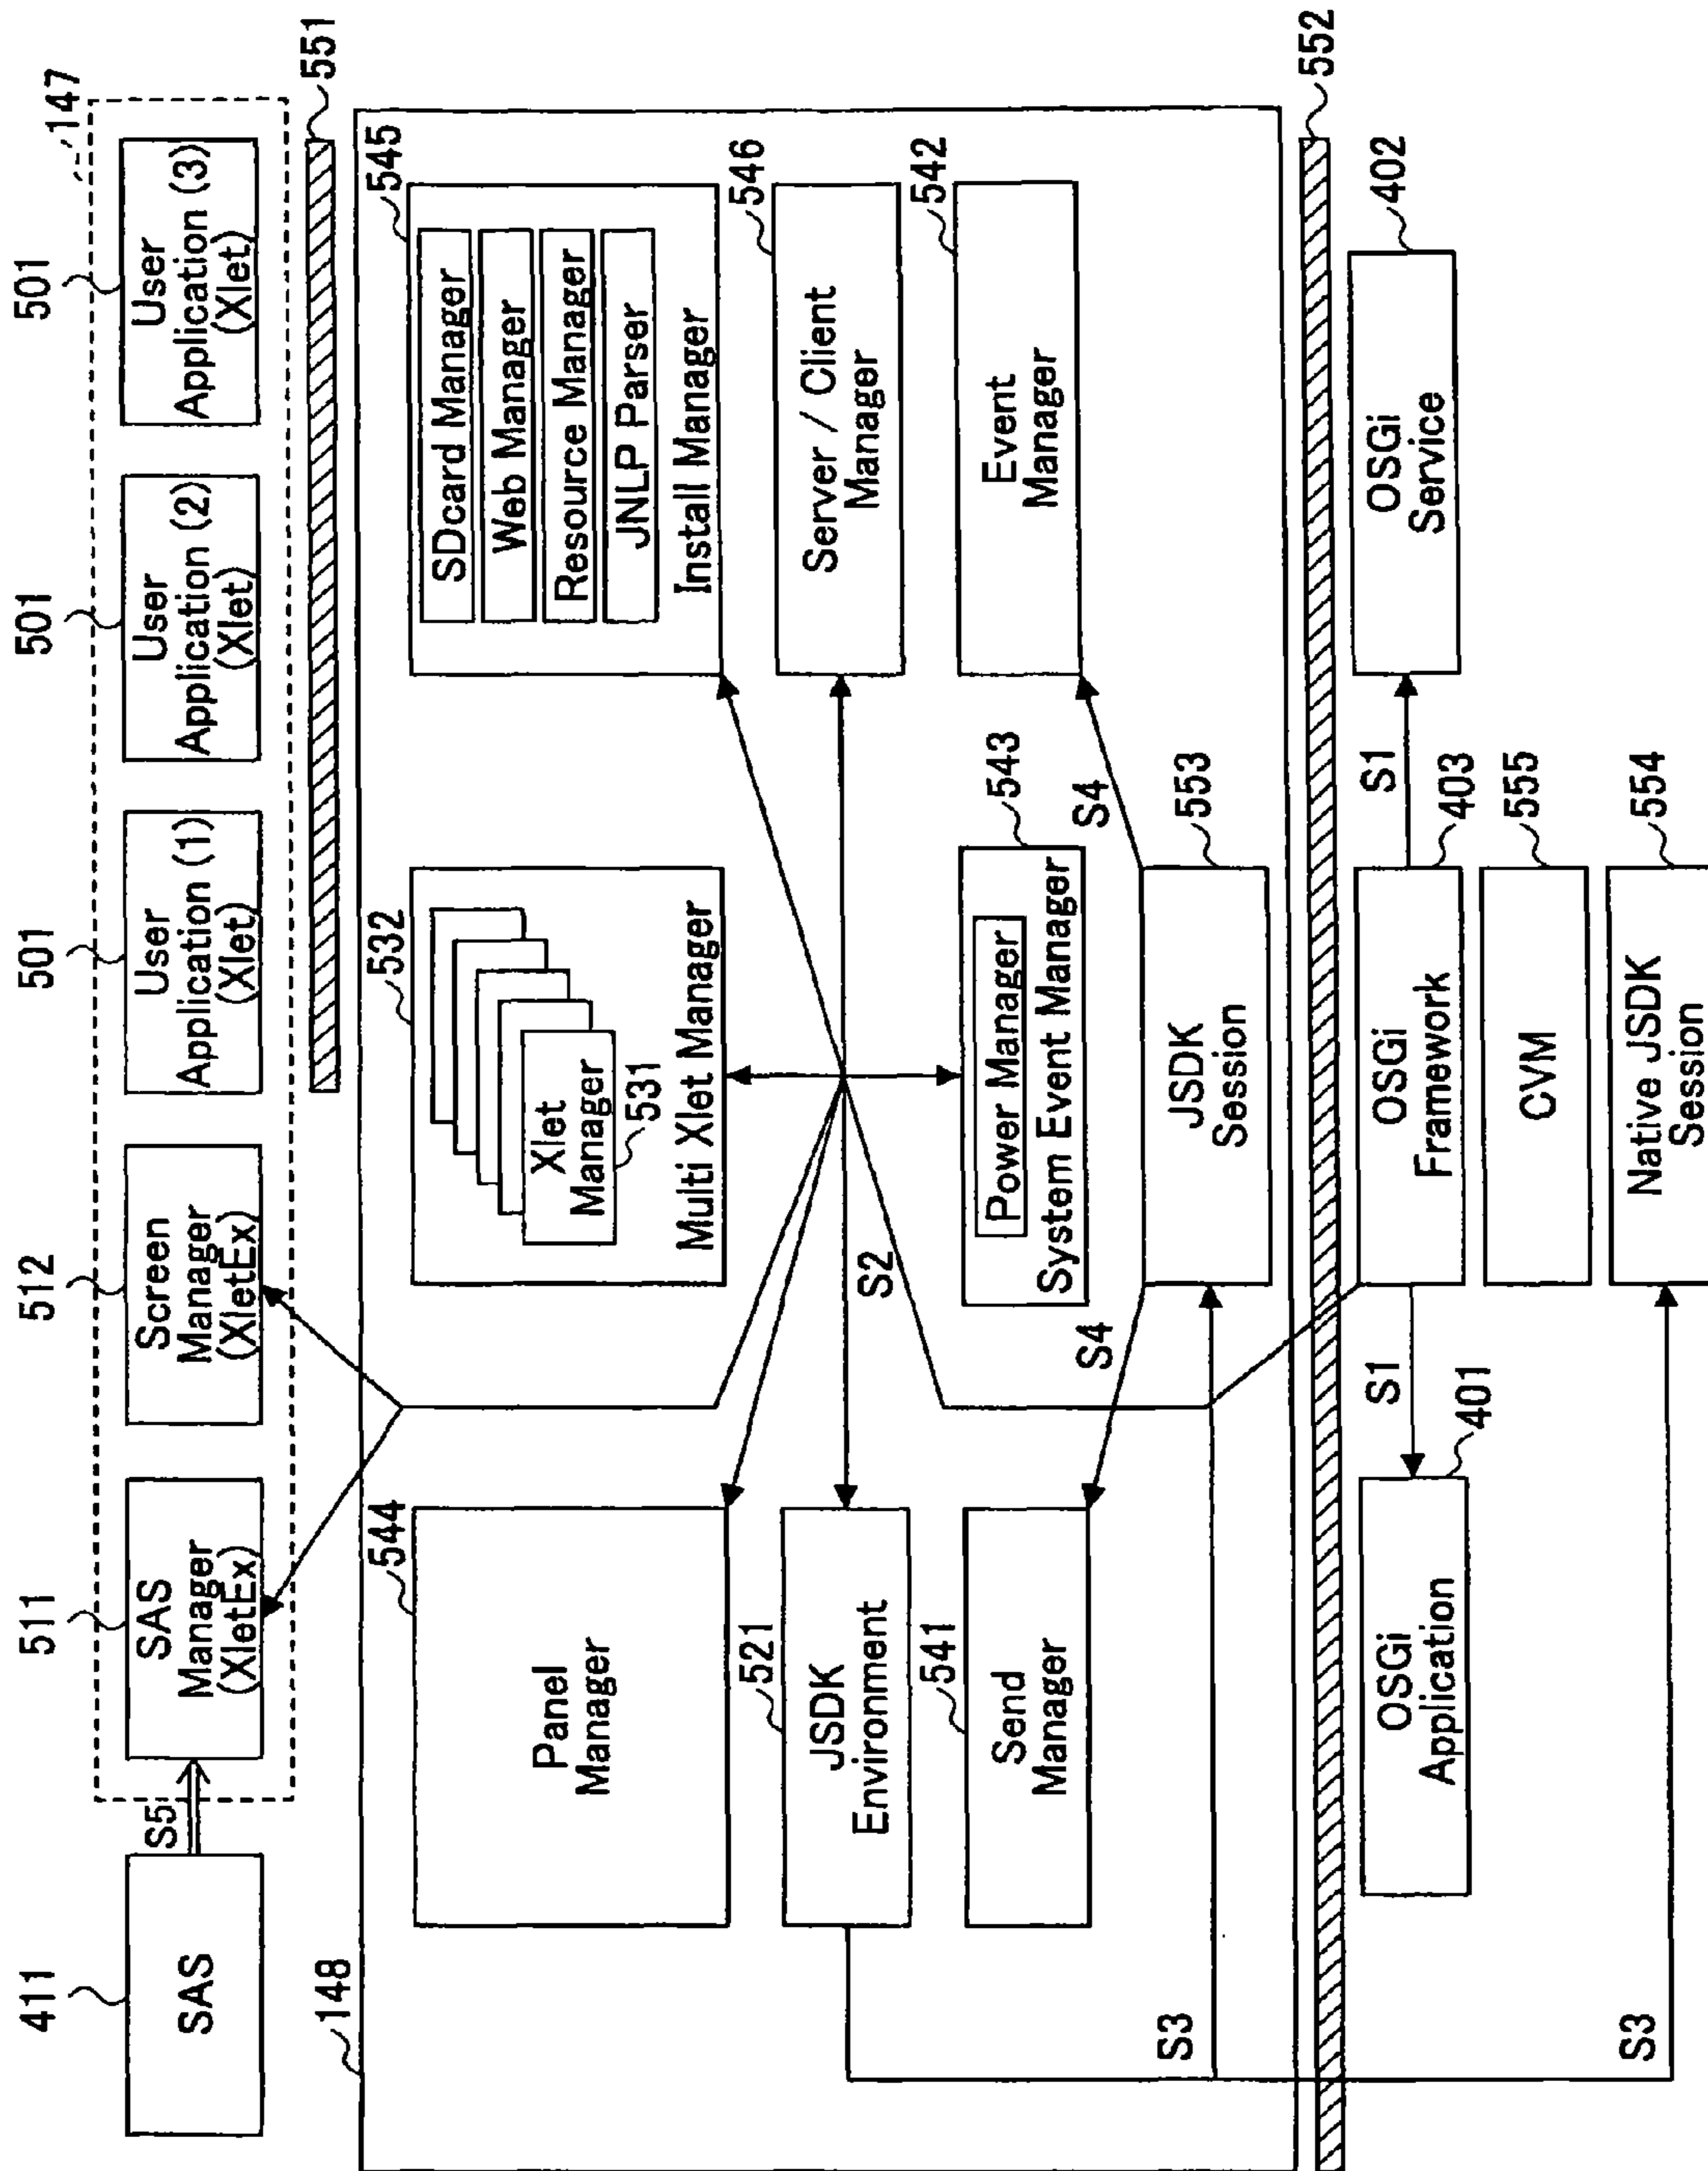 411
SAS
S5
511
SAS
Manager
(XletEx)
512
Screen
Manager
(XletEx)
501
User
Application (1)
(Xlet)
501
User
Application (2)
(Xlet)
501
User
Application (3)
(Xlet)
147
551
148
544
Panel
Manager
532
Xlet
Manager
531
Multi Xlet Manager
545
SDcard Manager
Web Manager
Resource Manager
JNLP Parser
Install Manager
521
JSDK
Environment
S2
546
Server / Client
Manager
541
Send
Manager
543
Power Manager
System Event Manager
542
Event
Manager
S4
S4
S3
JSDK
Session
553
552
401
OSGi
Application
S1
OSGi
Framework
403
S1
402
OSGi
Service
CVM
555
S3
Native JSDK
Session
554